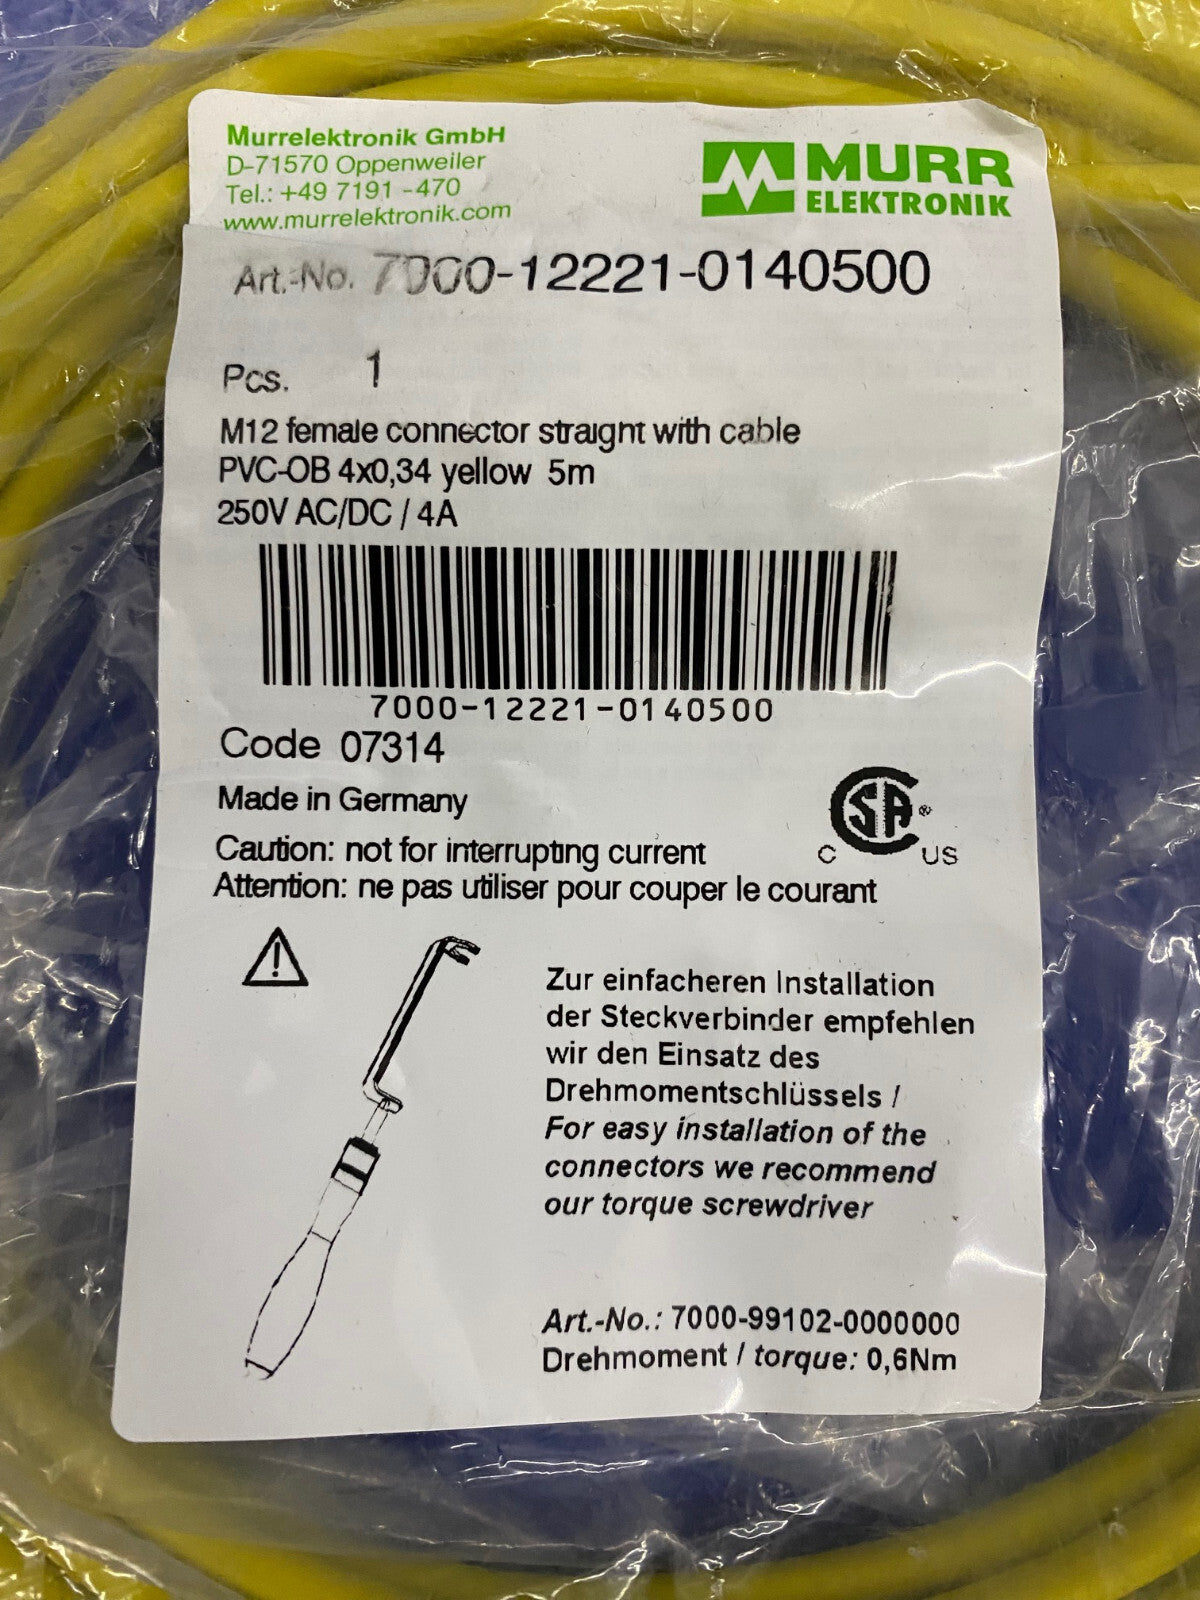 Murrelektronik GmbH
D-71570 Oppenweiler
Tel.: +49 7191 -470
www.murrelektronik.com
MURR
ELEKTRONIK
Art.-No. 7000-12221-0140500
Pcs. 1
M12 female connector straight with cable
PVC-OB 4x0,34 yellow 5m
250V AC/DC / 4A
7000-12221-0140500
Code 07314
Made in Germany
Caution: not for interrupting current
Attention: ne pas utiliser pour couper le courant
CSA®
C US
Zur einfacheren Installation
der Steckverbinder empfehlen
wir den Einsatz des
Drehmomentschlüssels /
For easy installation of the
connectors we recommend
our torque screwdriver
Art.-No.: 7000-99102-0000000
Drehmoment / torque: 0,6Nm